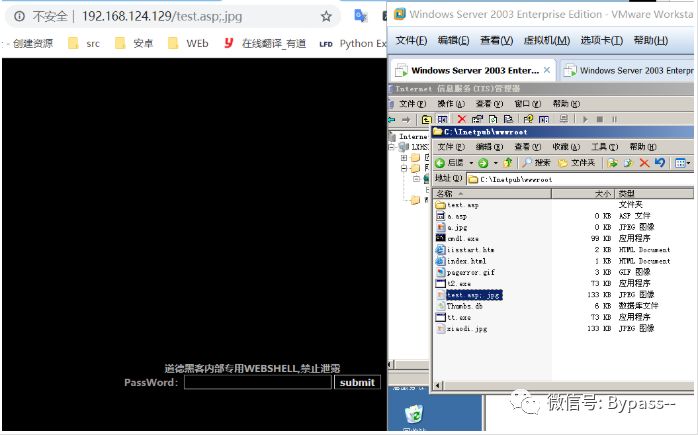 不安全 | 192.168.124.129/test.asp;.jpg
: - 创建资源 src 安卓 WEb 在线翻译_有道 LFD Python Ex
道德黑客内部专用WEBSHELL,禁止泄露
PassWord: submit
Windows Server 2003 Enterprise Edition - VMware Worksta
文件(F) 编辑(E) 查看(V) 虚拟机(M) 选项卡(T) 帮助(H)
Windows Server 2003 Enter... × Windows Server 2003 Enterpr
Internet 信息服务(IIS)管理器
文件(F) 操作(A) 查看(V) 窗口(W) 帮助(H)
Internet
C:\Inetpub\wwwroot
文件(F) 编辑(E) 查看(V) 收藏(A) 工具(T) 帮助(H)
后退 搜索 文件夹
地址(D) C:\Inetpub\wwwroot
名称 大小 类型
test.asp 文件夹
a.asp 0 KB ASP 文件
a.jpg 0 KB JPEG 图像
cmd1.exe 99 KB 应用程序
iisstart.htm 2 KB HTML Document
index.html 1 KB HTML Document
pagerror.gif 3 KB GIF 图像
t2.exe 73 KB 应用程序
test.asp;.jpg 133 KB JPEG 图像
Thumbs.db 6 KB 数据库文件
tt.exe 73 KB 应用程序
xiaodi.jpg 133 KB JPEG 图像
微信号: Bypass--